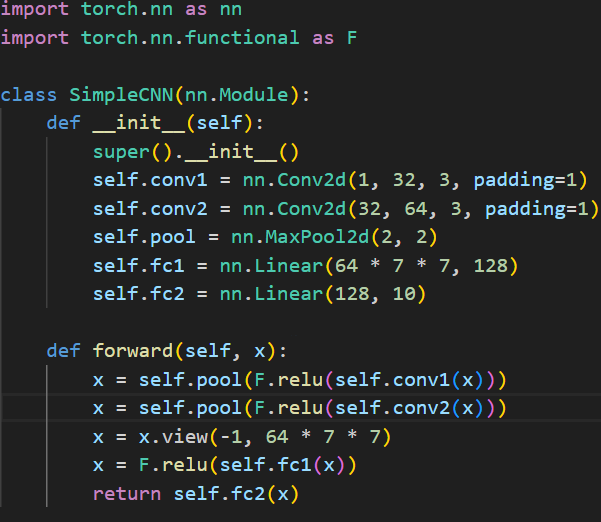 import torch.nn as nn
import torch.nn.functional as F

class SimpleCNN(nn.Module):
    def __init__(self):
        super().__init__()
        self.conv1 = nn.Conv2d(1, 32, 3, padding=1)
        self.conv2 = nn.Conv2d(32, 64, 3, padding=1)
        self.pool = nn.MaxPool2d(2, 2)
        self.fc1 = nn.Linear(64 * 7 * 7, 128)
        self.fc2 = nn.Linear(128, 10)

    def forward(self, x):
        x = self.pool(F.relu(self.conv1(x)))
        x = self.pool(F.relu(self.conv2(x)))
        x = x.view(-1, 64 * 7 * 7)
        x = F.relu(self.fc1(x))
        return self.fc2(x)